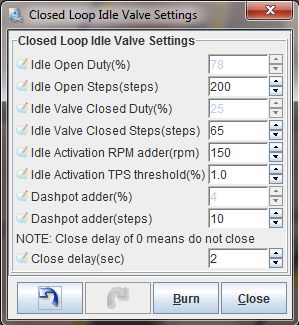 Closed Loop Idle Valve Settings
Closed Loop Idle Valve Settings
Idle Open Duty(%) 78
Idle Open Steps(steps) 200
Idle Valve Closed Duty(%) 25
Idle Valve Closed Steps(steps) 65
Idle Activation RPM adder(rpm) 150
Idle Activation TPS threshold(%) 1.0
Dashpot adder(%) 4
Dashpot adder(steps) 10
NOTE: Close delay of 0 means do not close
Close delay(sec) 2
Burn Close